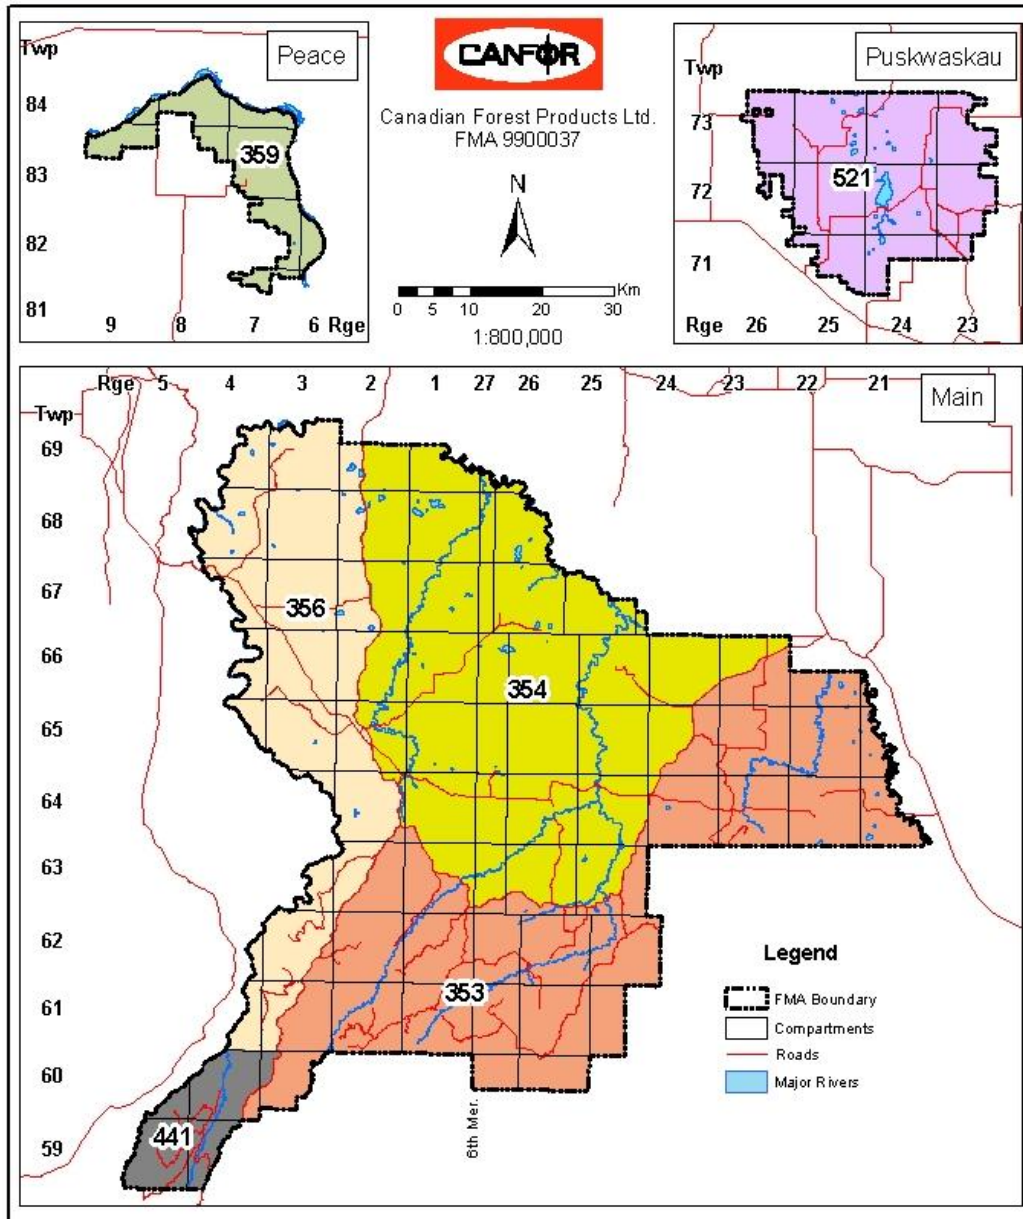 Peace
Twp
84
83
82
81
9 8 7 6 Rge
359
CANFOR
Canadian Forest Products Ltd.
FMA 9900037
N
Km
0 5 10 20 30
1:800,000
Puskwaskau
Twp
73
72
71
Rge 26 25 24 23
521
Main
Rge 5 4 3 2 1 27 26 25 24 23 22 21
Twp
69
68
67
66
65
64
63
62
61
60
59
356
354
353
441
6th Mer.
Legend
FMA Boundary
Compartments
Roads
Major Rivers